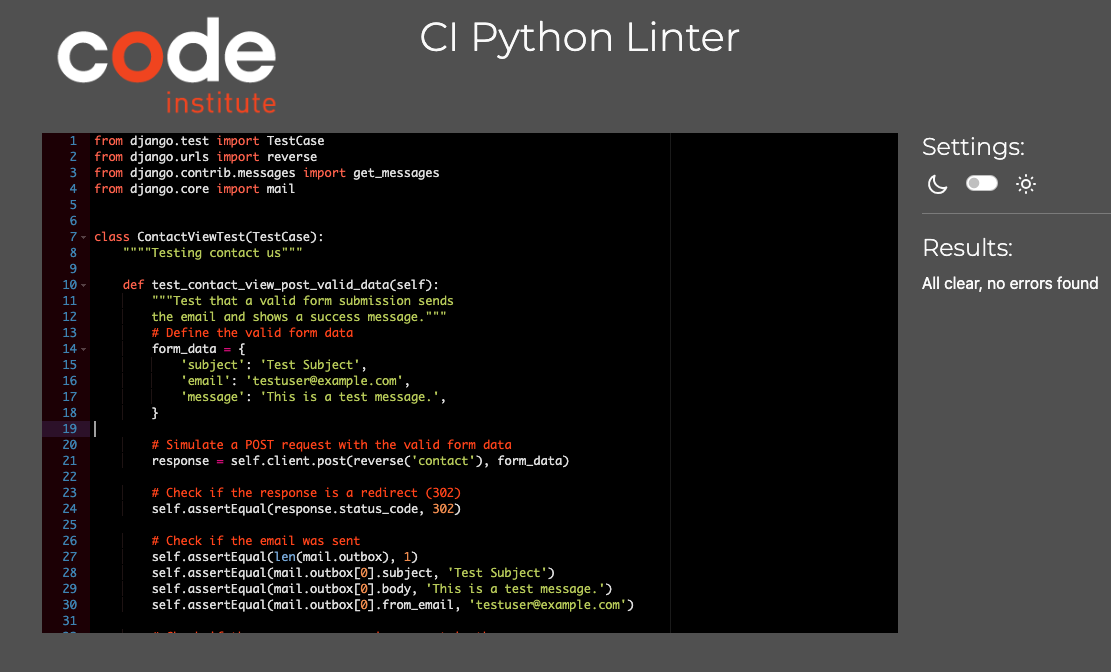 code
institute
CI Python Linter
1 from django.test import TestCase
2 from django.urls import reverse
3 from django.contrib.messages import get_messages
4 from django.core import mail
5
6
7 class ContactViewTest(TestCase):
8     """"Testing contact us"""
9
10     def test_contact_view_post_valid_data(self):
11         """Test that a valid form submission sends
12         the email and shows a success message."""
13         # Define the valid form data
14         form_data = {
15             'subject': 'Test Subject',
16             'email': 'testuser@example.com',
17             'message': 'This is a test message.',
18         }
19
20         # Simulate a POST request with the valid form data
21         response = self.client.post(reverse('contact'), form_data)
22
23         # Check if the response is a redirect (302)
24         self.assertEqual(response.status_code, 302)
25
26         # Check if the email was sent
27         self.assertEqual(len(mail.outbox), 1)
28         self.assertEqual(mail.outbox[0].subject, 'Test Subject')
29         self.assertEqual(mail.outbox[0].body, 'This is a test message.')
30         self.assertEqual(mail.outbox[0].from_email, 'testuser@example.com')
31
Settings:
Results:
All clear, no errors found